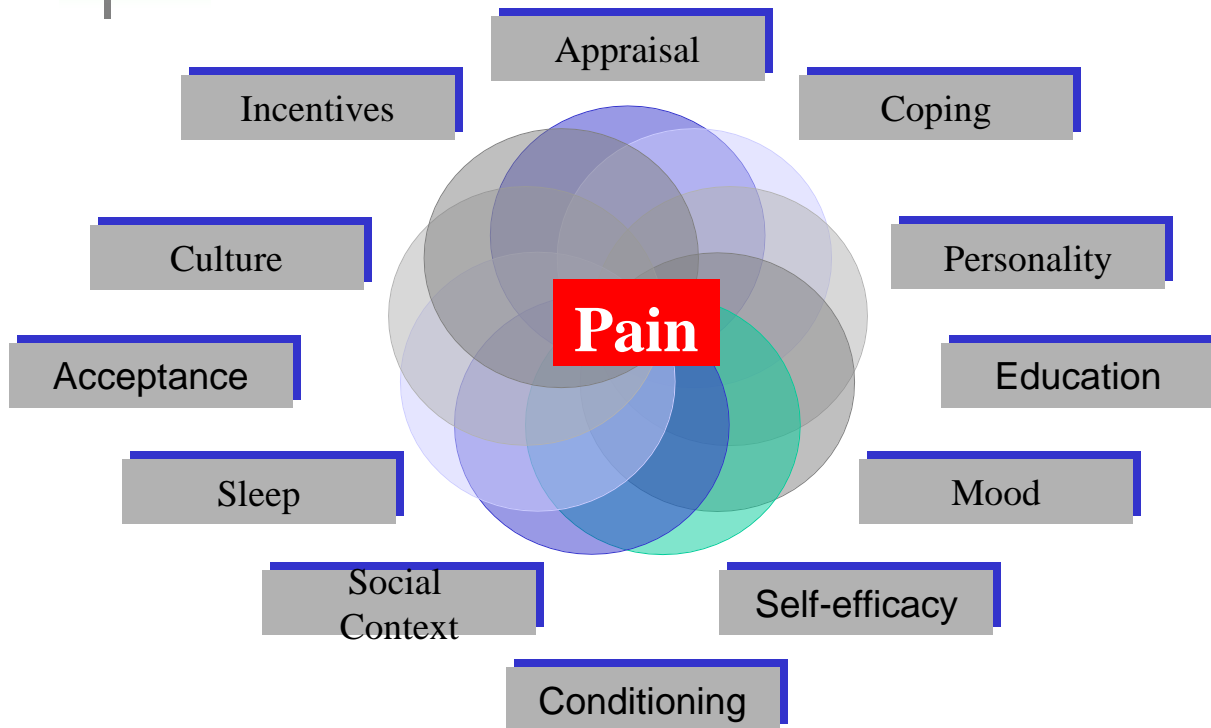 Appraisal
Incentives
Coping
Culture
Personality
Pain
Acceptance
Education
Sleep
Mood
Social
Context
Self-efficacy
Conditioning